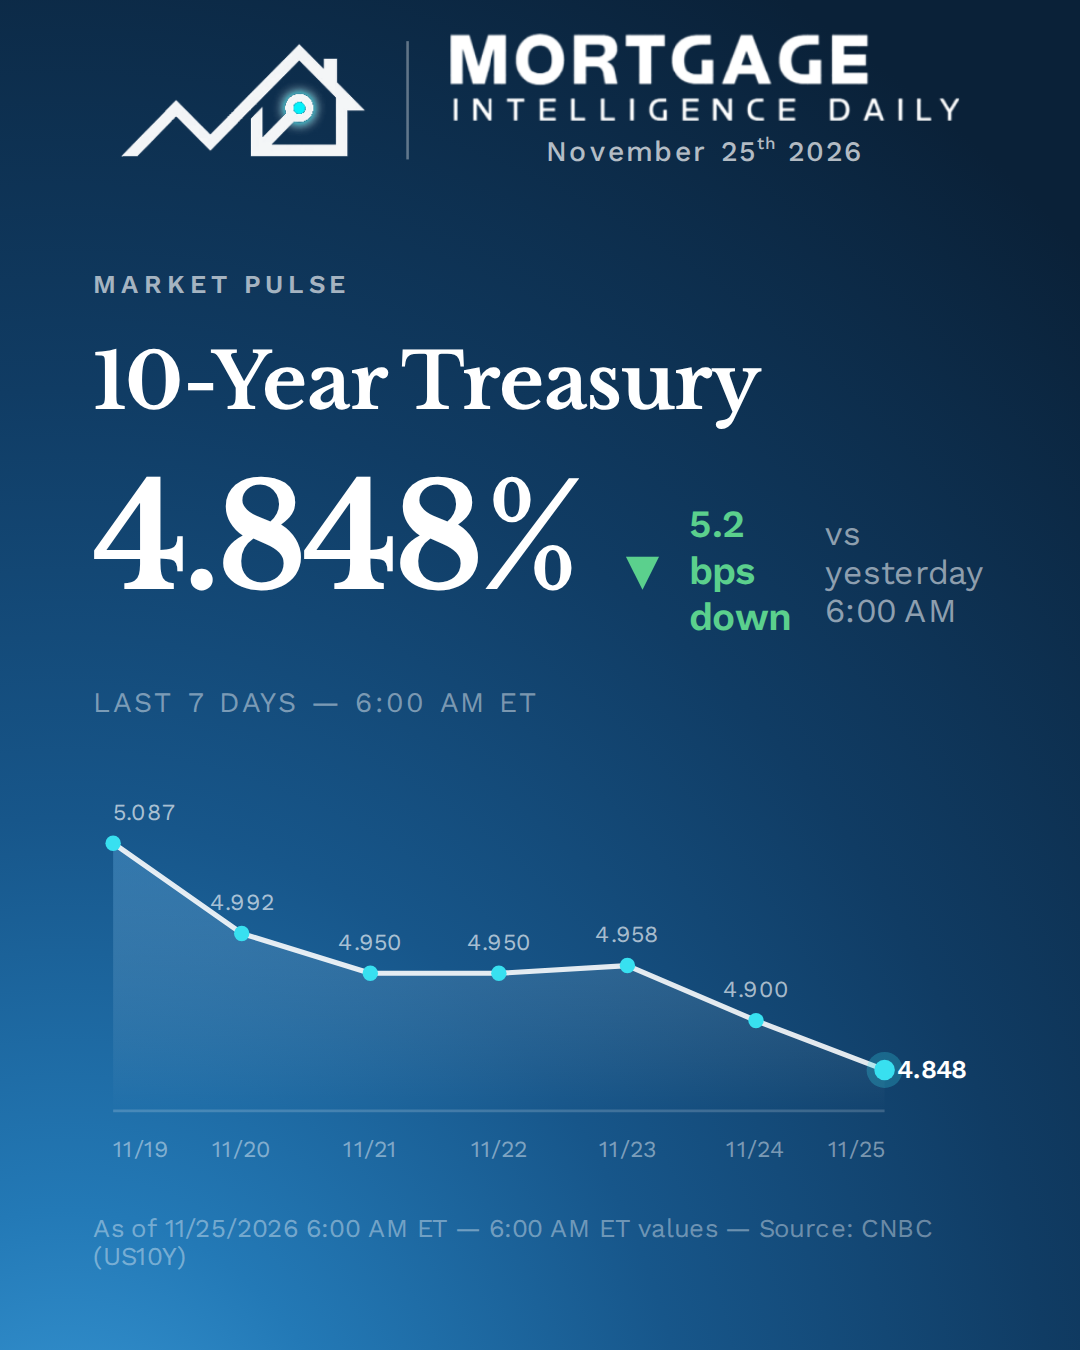 MORTGAGE
INTELLIGENCE DAILY
November 25th 2026
MARKET PULSE
10-Year Treasury
4.848%
▼ 5.2 bps down
vs yesterday 6:00 AM
LAST 7 DAYS — 6:00 AM ET
5.087
4.992
4.950
4.950
4.958
4.900
4.848
11/19 11/20 11/21 11/22 11/23 11/24 11/25
As of 11/25/2026 6:00 AM ET — 6:00 AM ET values — Source: CNBC
(US10Y)